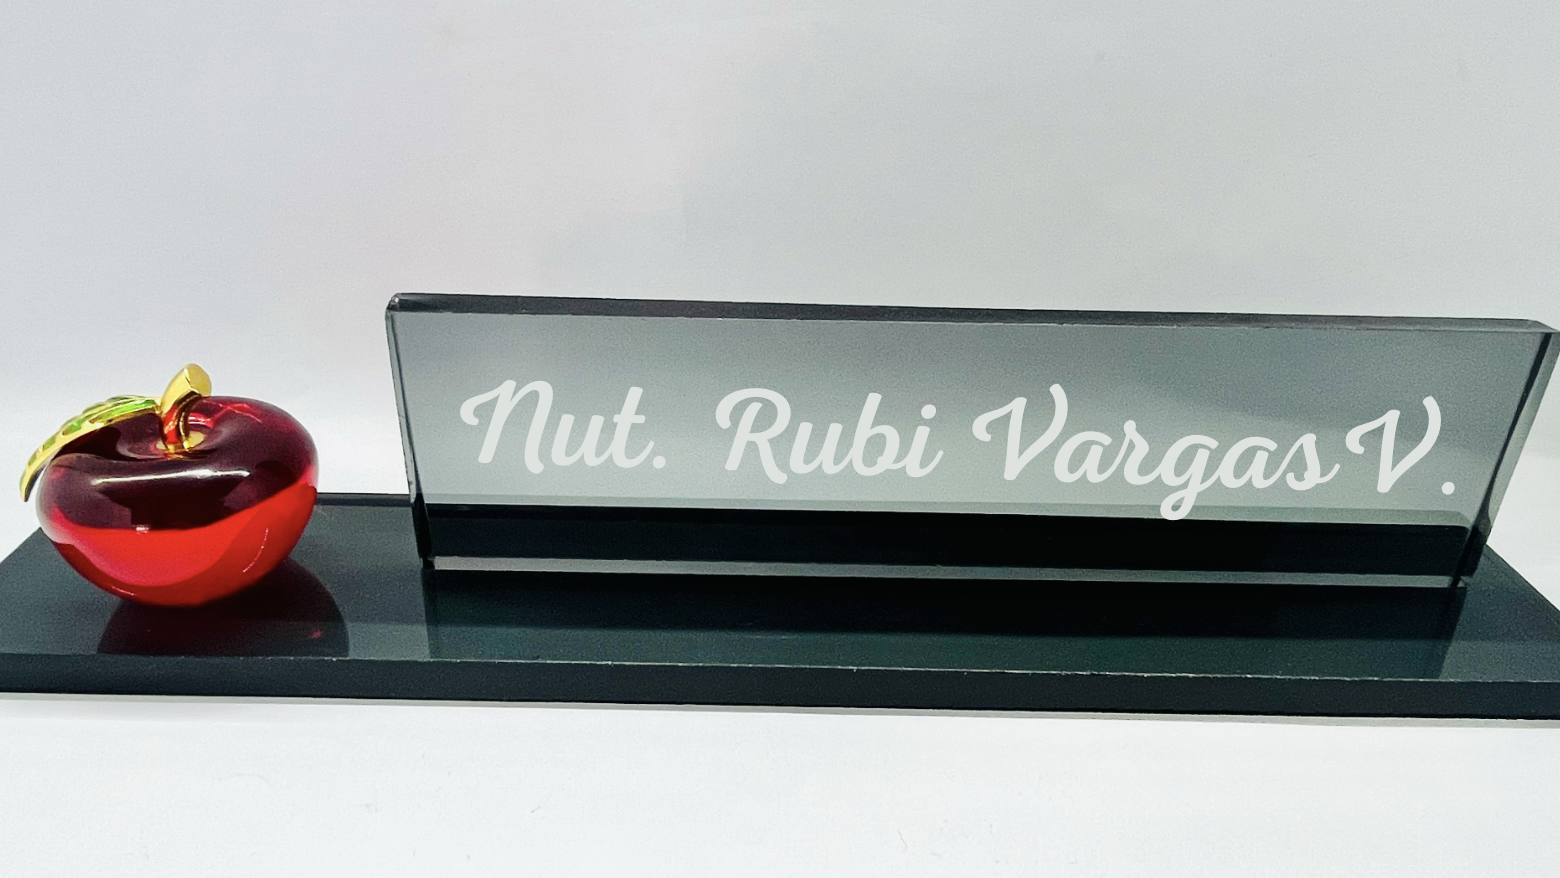 Nut. Rubi Vargas V.